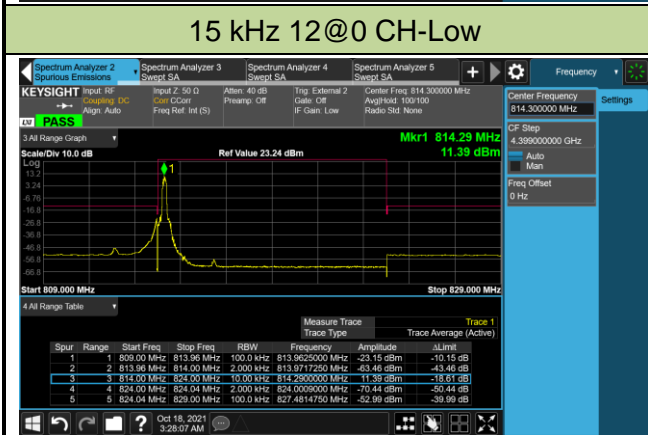 15 kHz 12@0 CH-Low
Spectrum Analyzer 2
Spurious Emissions
Spectrum Analyzer 3
Swept SA
Spectrum Analyzer 4
Swept SA
Spectrum Analyzer 5
Swept SA
+
Frequency
KEYSIGHT
Input: RF
Coupling: DC
Align: Auto
Input Z: 50 Ω
Corr CCorr
Freq Ref: Int (S)
Atten: 40 dB
Preamp: Off
Trig: External 2
Gate: Off
IF Gain: Low
Center Freq: 814.300000 MHz
Avg|Hold: 100/100
Radio Std: None
LXI
PASS
Center Frequency
814.300000 MHz
Settings
CF Step
4.399000000 GHz
Auto
Man
Freq Offset
0 Hz
3 All Range Graph
Mkr1 814.29 MHz
11.39 dBm
Scale/Div 10.0 dB
Ref Value 23.24 dBm
Log
1
13.2
3.24
-6.76
-16.8
-26.8
-36.8
-46.8
-56.8
-66.8
Start 809.000 MHz
Stop 829.000 MHz
4 All Range Table
Measure Trace Trace 1
Trace Type Trace Average (Active)
Spur Range Start Freq Stop Freq RBW Frequency Amplitude ΔLimit
1 1 809.00 MHz 813.96 MHz 100.0 kHz 813.9625000 MHz -23.15 dBm -10.15 dB
2 2 813.96 MHz 814.00 MHz 2.000 kHz 813.9717250 MHz -63.46 dBm -43.46 dB
3 3 814.00 MHz 824.00 MHz 10.00 kHz 814.2900000 MHz 11.39 dBm -18.61 dB
4 4 824.00 MHz 824.04 MHz 2.000 kHz 824.0009000 MHz -70.44 dBm -50.44 dB
5 5 824.04 MHz 829.00 MHz 100.0 kHz 827.4814750 MHz -52.99 dBm -39.99 dB
?
Oct 18, 2021
3:28:07 AM